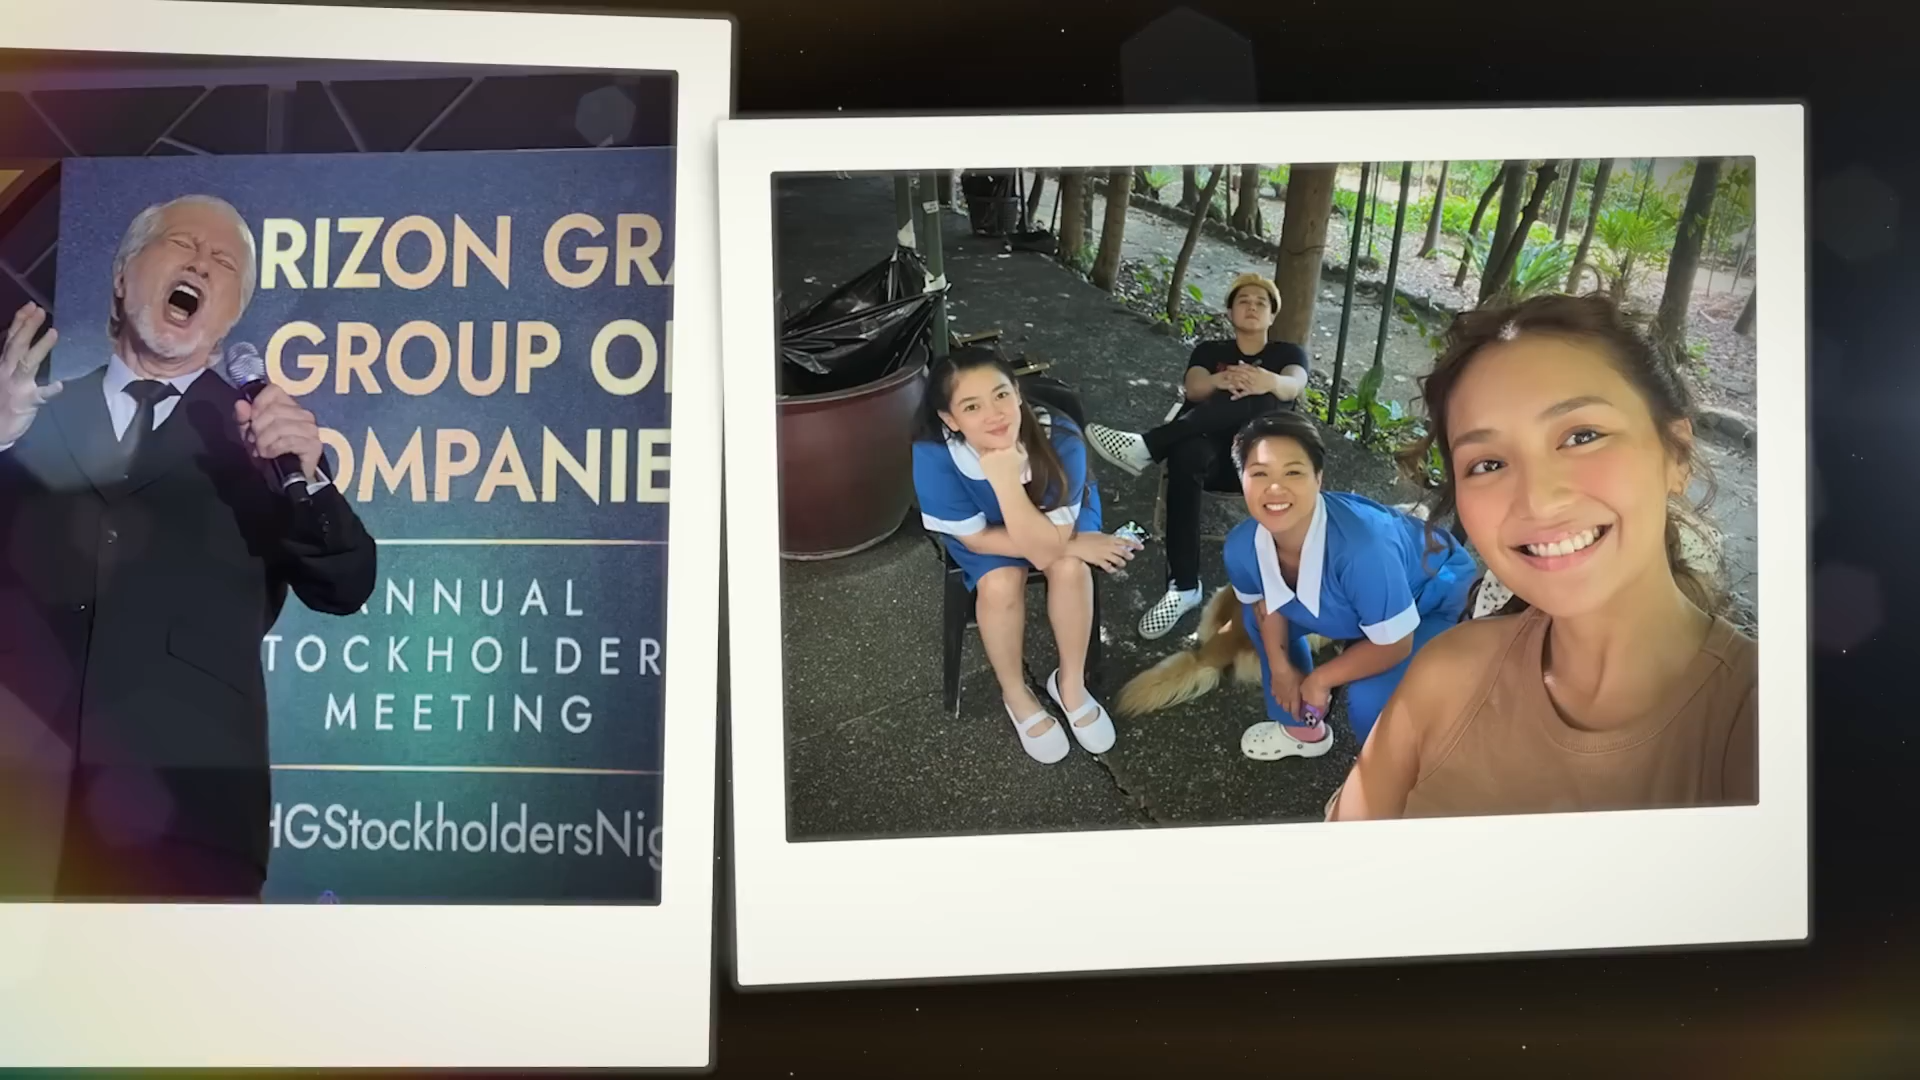 RIZON GRA
GROUP OF
OMPANIE
ANNUAL
TOCKHOLDER
MEETING
HGStockholdersNig